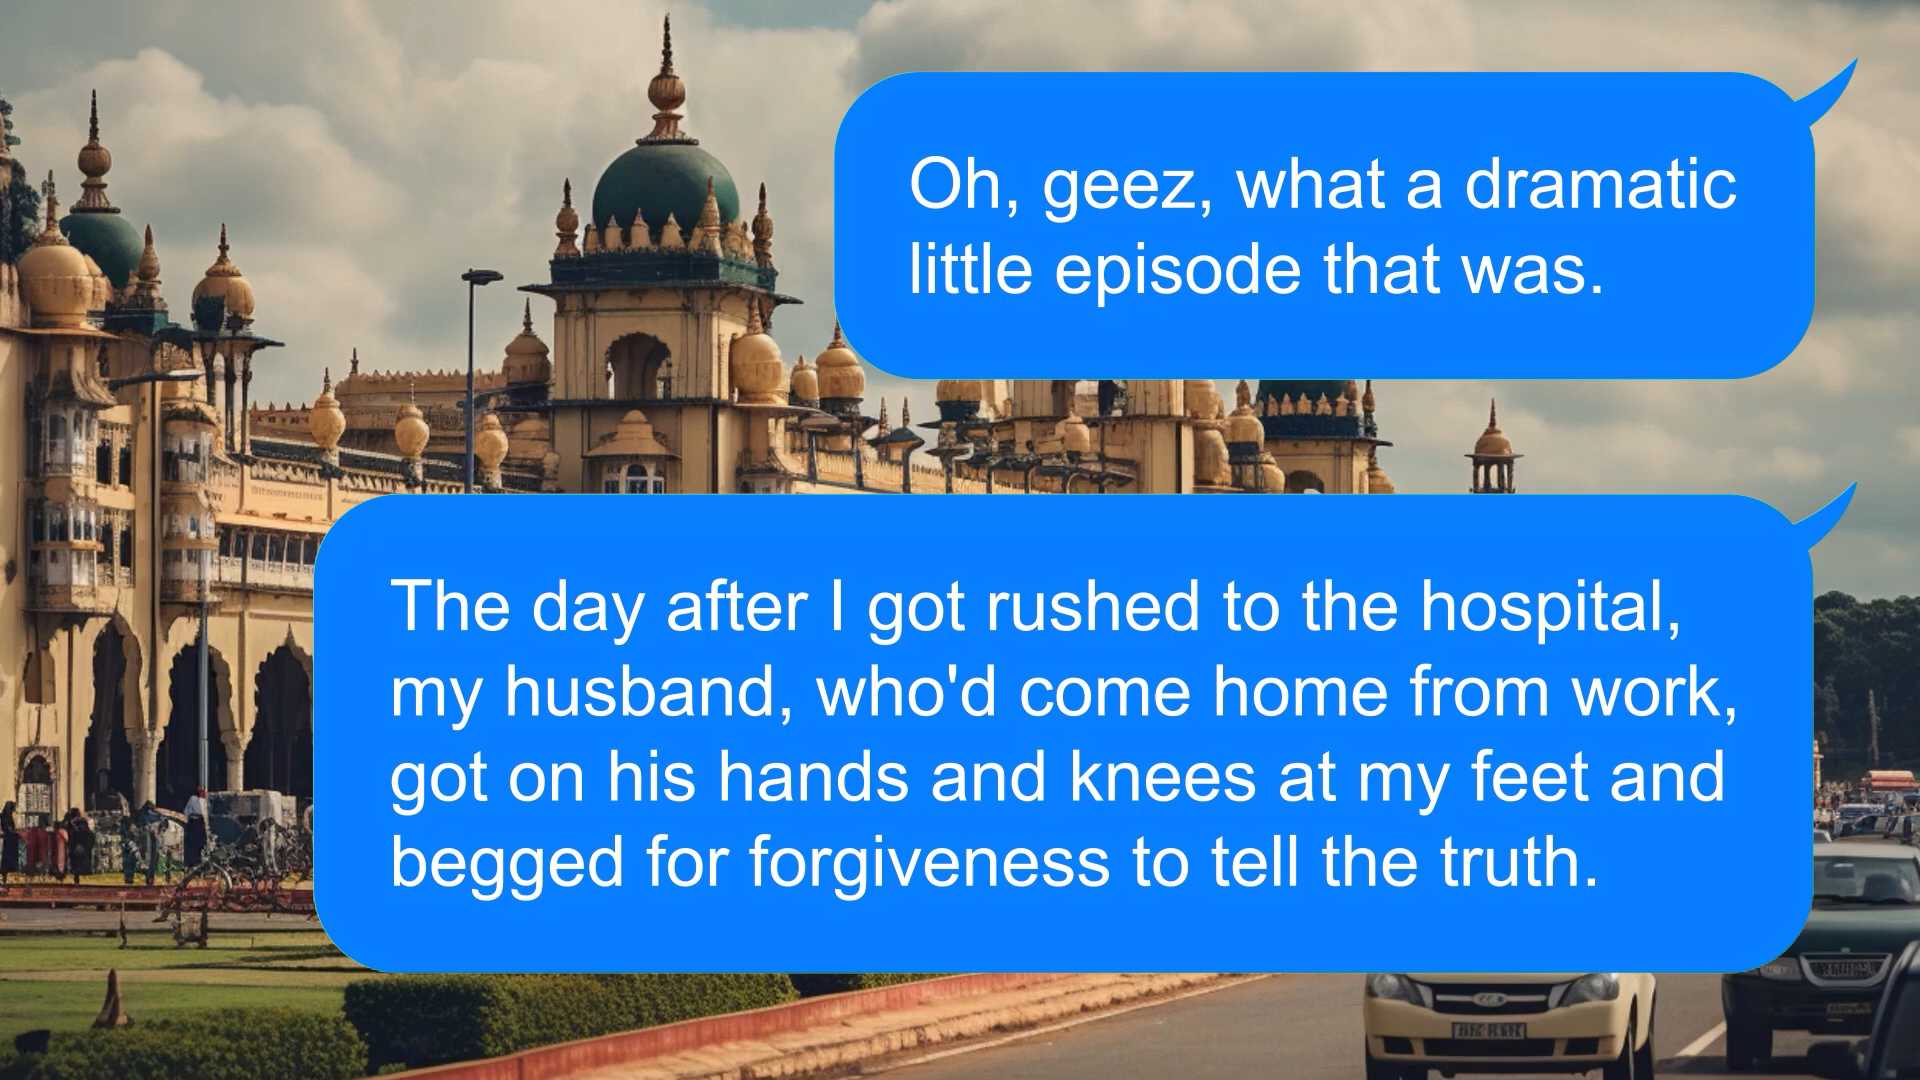 Oh, geez, what a dramatic
little episode that was.
The day after I got rushed to the hospital,
my husband, who'd come home from work,
got on his hands and knees at my feet and
begged for forgiveness to tell the truth.